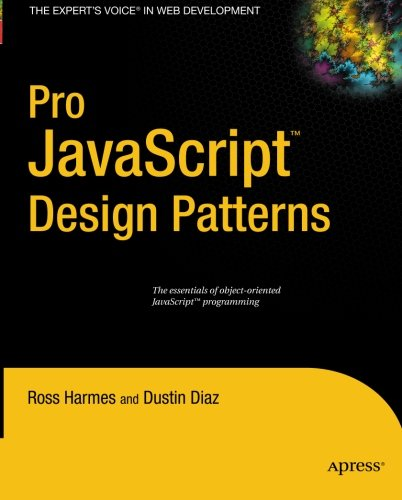 THE EXPERT'S VOICE® IN WEB DEVELOPMENT
Pro
JavaScript™
Design Patterns
The essentials of object-oriented
JavaScript™ programming
Ross Harmes and Dustin Diaz
Apress®